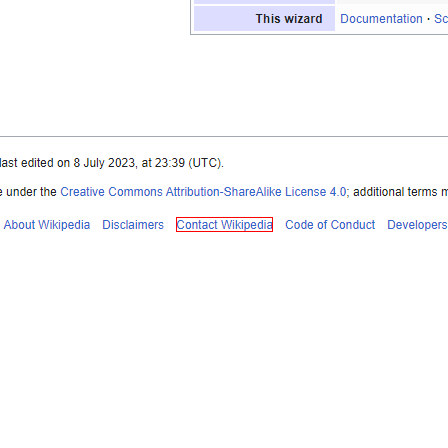 This wizard Documentation · Sc
last edited on 8 July 2023, at 23:39 (UTC).
under the Creative Commons Attribution-ShareAlike License 4.0; additional terms
About Wikipedia Disclaimers Contact Wikipedia Code of Conduct Developers